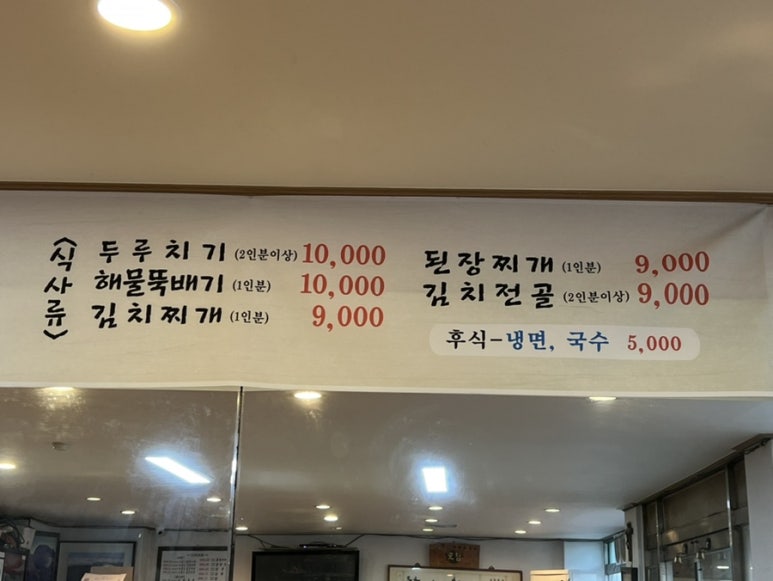 〈식사류〉
두루치기 (2인분이상) 10,000
해물뚝배기 (1인분) 10,000
김치찌개 (1인분) 9,000
된장찌개 (1인분) 9,000
김치전골 (2인분이상) 9,000
후식-냉면, 국수 5,000